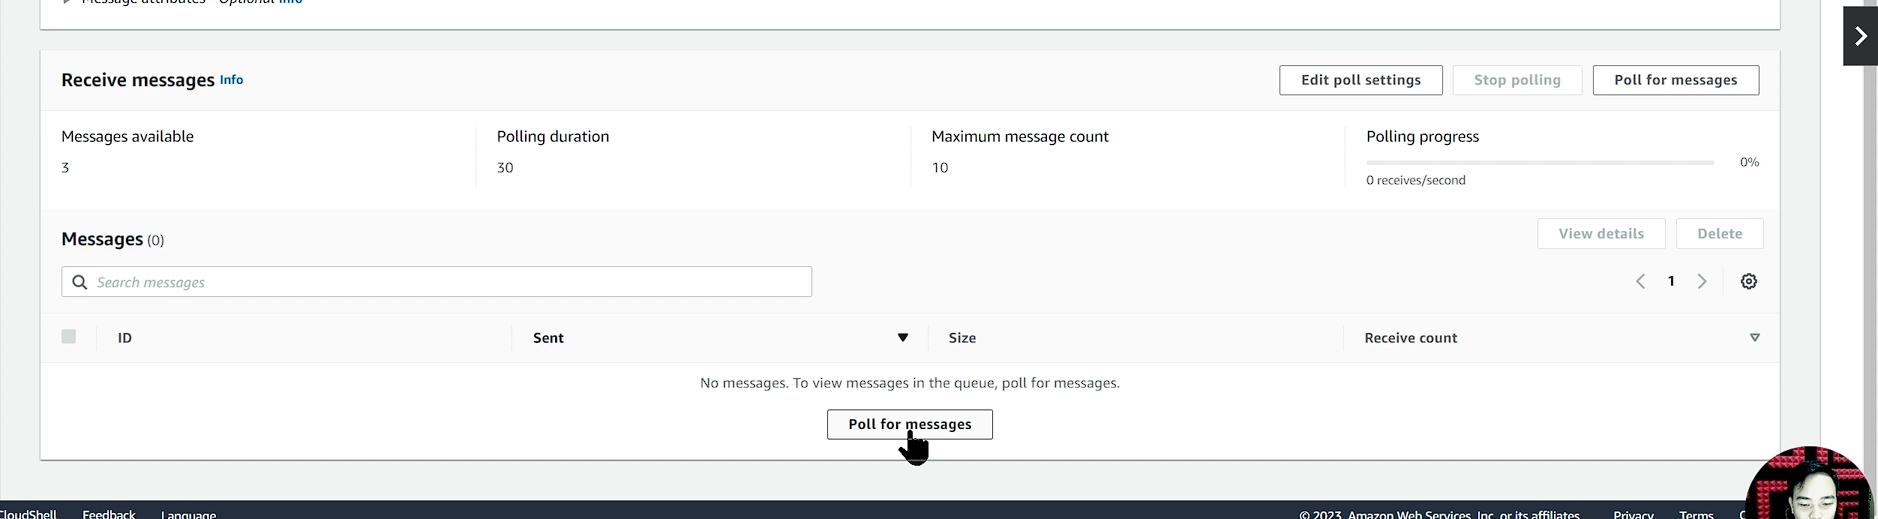 Message attributes - Optional Info
Receive messages Info
Edit poll settings
Stop polling
Poll for messages
Messages available
3
Polling duration
30
Maximum message count
10
Polling progress
0%
0 receives/second
Messages (0)
View details
Delete
Search messages
1
ID
Sent
Size
Receive count
No messages. To view messages in the queue, poll for messages.
Poll for messages
CloudShell Feedback Language
© 2023, Amazon Web Services, Inc. or its affiliates. Privacy Terms